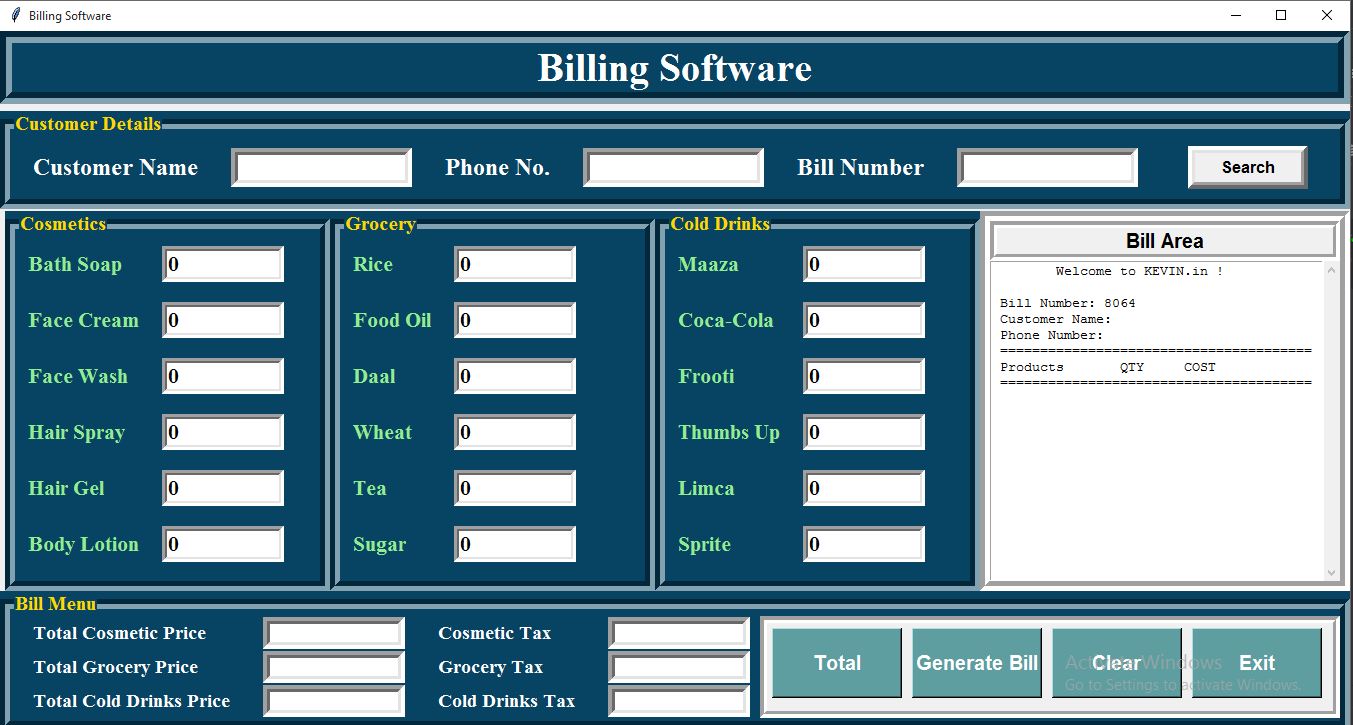 Billing Software
Billing Software
Customer Details
Customer Name Phone No. Bill Number Search
Cosmetics
Bath Soap 0
Face Cream 0
Face Wash 0
Hair Spray 0
Hair Gel 0
Body Lotion 0
Grocery
Rice 0
Food Oil 0
Daal 0
Wheat 0
Tea 0
Sugar 0
Cold Drinks
Maaza 0
Coca-Cola 0
Frooti 0
Thumbs Up 0
Limca 0
Sprite 0
Bill Area
Welcome to KEVIN.in !
Bill Number: 8064
Customer Name:
Phone Number:
=======================================
Products QTY COST
=======================================
Bill Menu
Total Cosmetic Price Cosmetic Tax
Total Grocery Price Grocery Tax
Total Cold Drinks Price Cold Drinks Tax
Total Generate Bill Clear Exit
Activate Windows
Go to Settings to activate Windows.